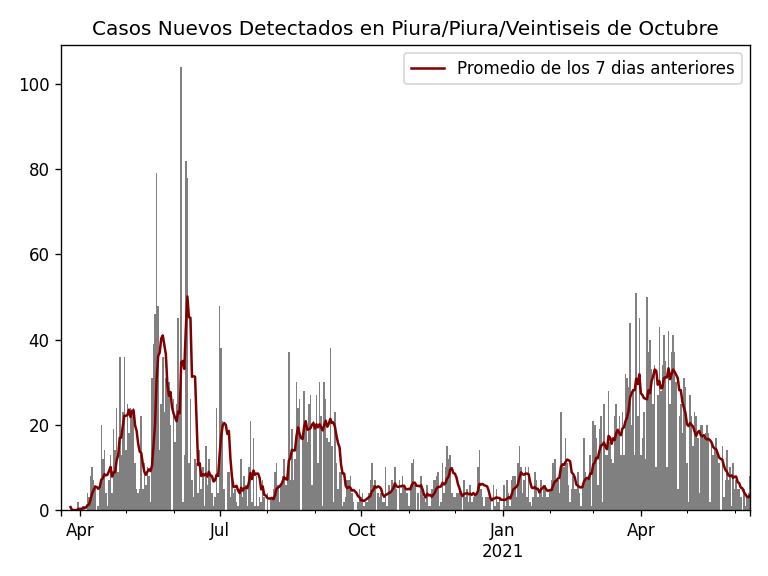 Casos Nuevos Detectados en Piura/Piura/Veintiseis de Octubre
Promedio de los 7 dias anteriores
100
80
60
40
20
0
Apr Jul Oct Jan Apr
2021